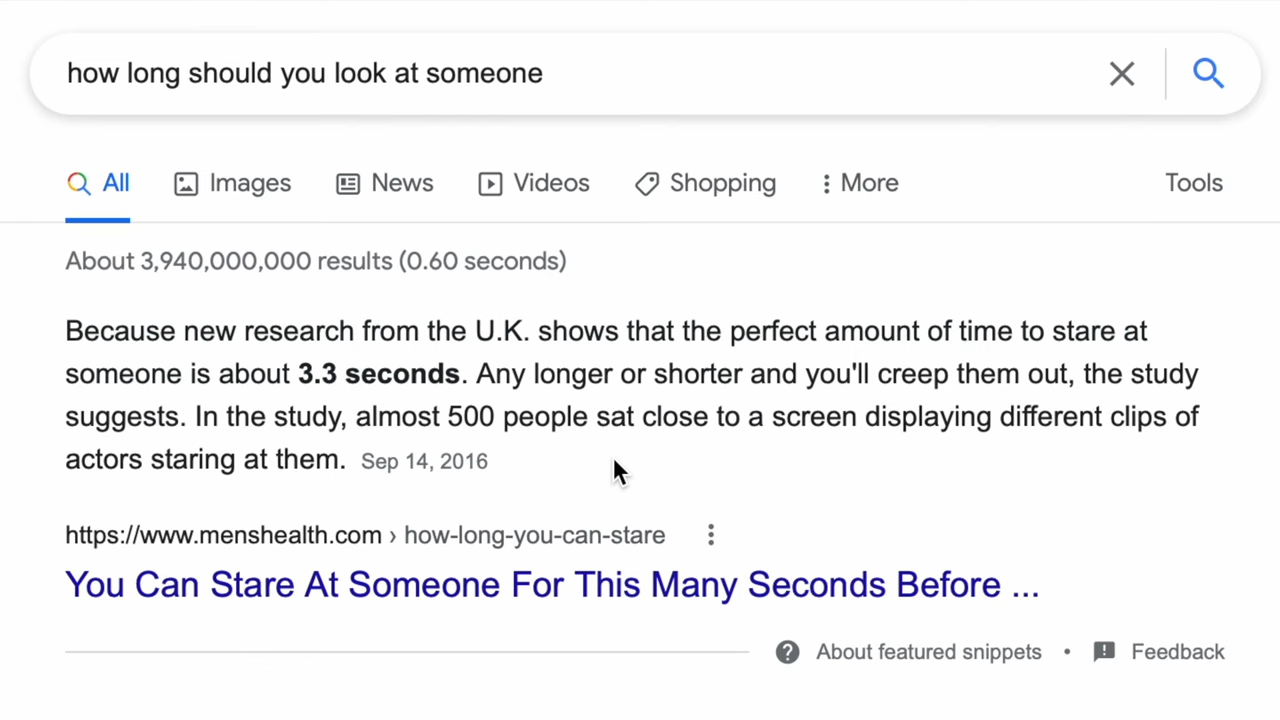 how long should you look at someone
All Images News Videos Shopping More Tools
About 3,940,000,000 results (0.60 seconds)
Because new research from the U.K. shows that the perfect amount of time to stare at
someone is about 3.3 seconds. Any longer or shorter and you'll creep them out, the study
suggests. In the study, almost 500 people sat close to a screen displaying different clips of
actors staring at them. Sep 14, 2016
https://www.menshealth.com › how-long-you-can-stare
You Can Stare At Someone For This Many Seconds Before ...
About featured snippets • Feedback